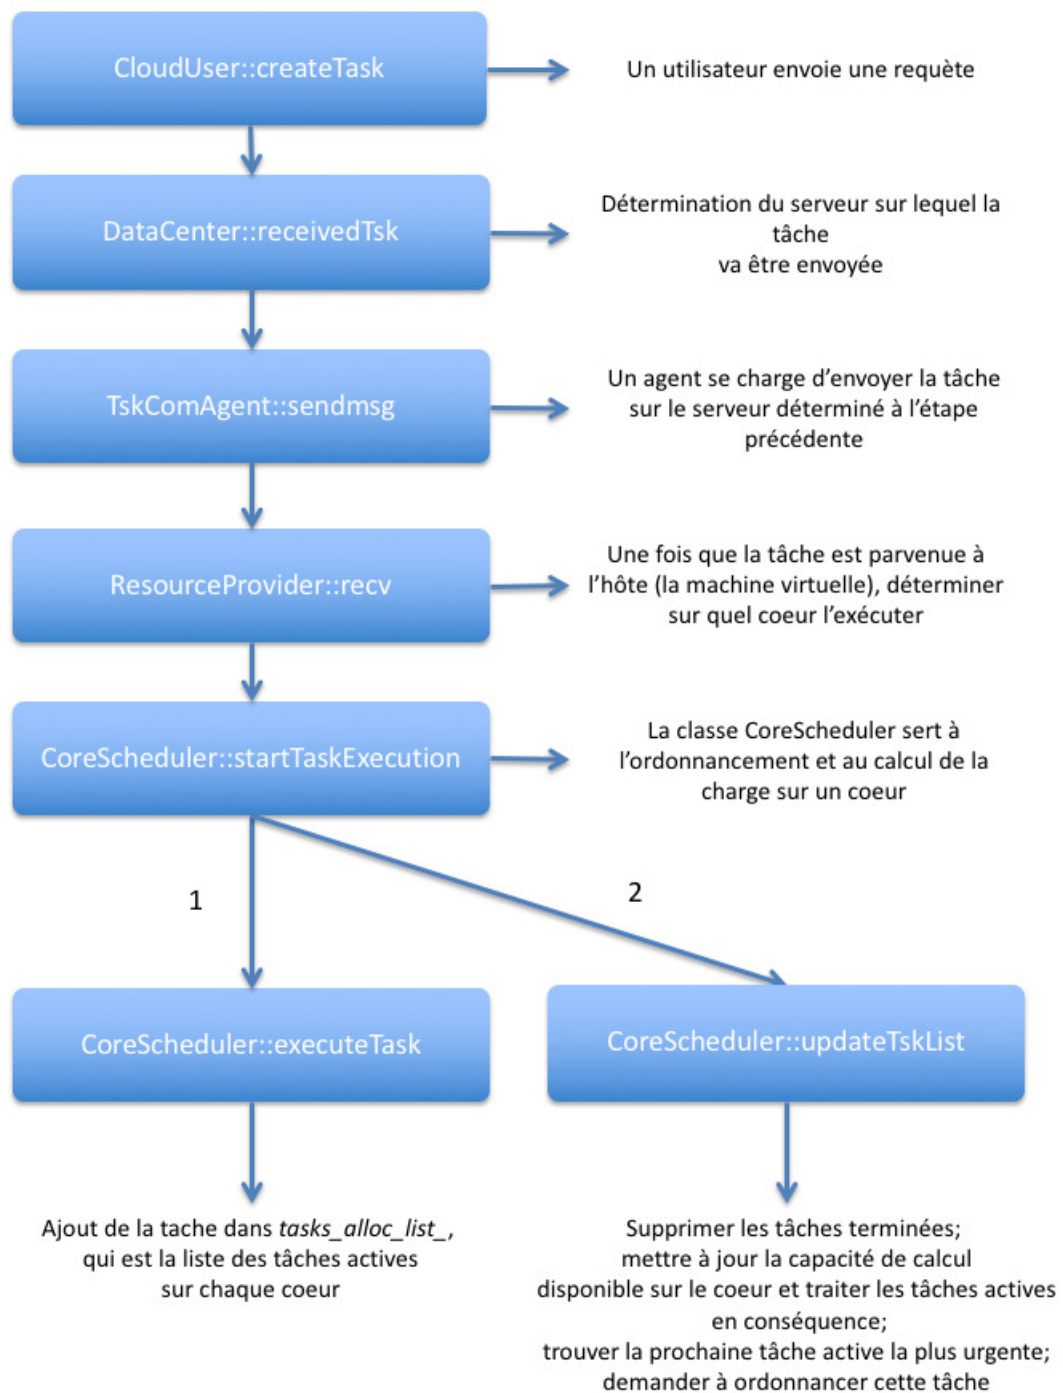 CloudUser::createTask
Un utilisateur envoie une requète
DataCenter::receivedTsk
Détermination du serveur sur lequel la
tâche
va être envoyée
TskComAgent::sendmsg
Un agent se charge d'envoyer la tâche
sur le serveur déterminé à l'étape
précédente
ResourceProvider::recv
Une fois que la tâche est parvenue à
l'hôte (la machine virtuelle), déterminer
sur quel coeur l'exécuter
CoreScheduler::startTaskExecution
La classe CoreScheduler sert à
l'ordonnancement et au calcul de la
charge sur un coeur
1
2
CoreScheduler::executeTask
CoreScheduler::updateTskList
Ajout de la tache dans tasks_alloc_list_,
qui est la liste des tâches actives
sur chaque coeur
Supprimer les tâches terminées;
mettre à jour la capacité de calcul
disponible sur le coeur et traiter les tâches actives
en conséquence;
trouver la prochaine tâche active la plus urgente;
demander à ordonnancer cette tâche